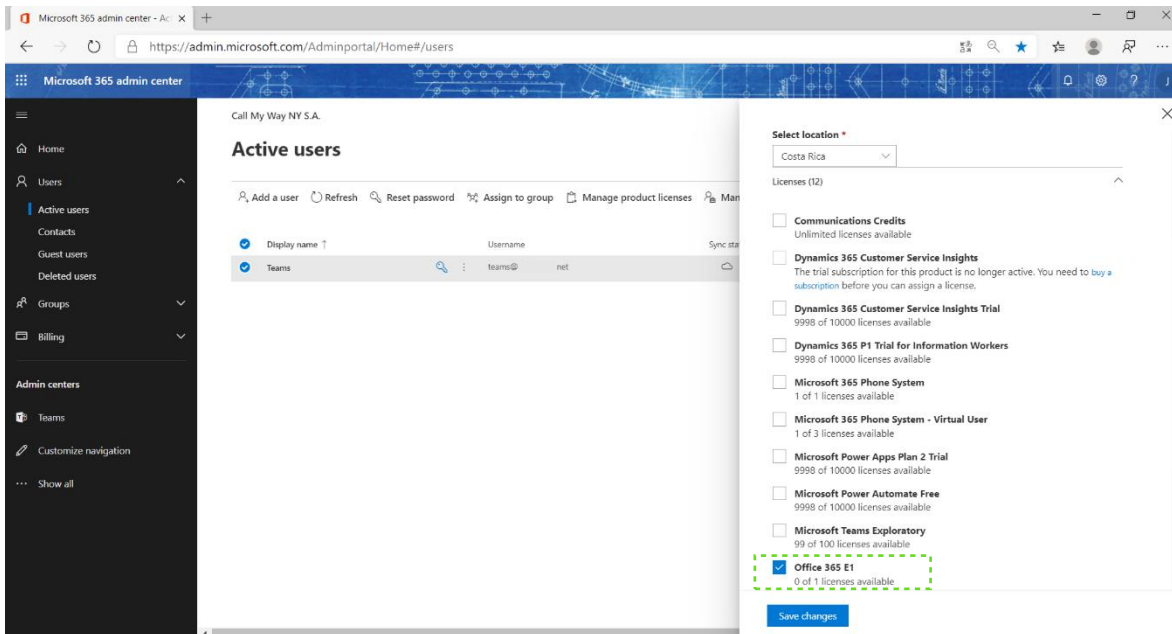 Microsoft 365 admin center - Ac
https://admin.microsoft.com/Adminportal/Home#/users
Microsoft 365 admin center
?
J
Home
Users
Active users
Contacts
Guest users
Deleted users
Groups
Billing
Admin centers
Teams
Customize navigation
Show all
Call My Way NY S.A.
Active users
Add a user Refresh Reset password Assign to group Manage product licenses Man
Display name ↑ Username Sync sta
Teams teams@ net
Select location *
Costa Rica
Licenses (12)
Communications Credits
Unlimited licenses available
Dynamics 365 Customer Service Insights
The trial subscription for this product is no longer active. You need to buy a
subscription before you can assign a license.
Dynamics 365 Customer Service Insights Trial
9998 of 10000 licenses available
Dynamics 365 P1 Trial for Information Workers
9998 of 10000 licenses available
Microsoft 365 Phone System
1 of 1 licenses available
Microsoft 365 Phone System - Virtual User
1 of 3 licenses available
Microsoft Power Apps Plan 2 Trial
9998 of 10000 licenses available
Microsoft Power Automate Free
9998 of 10000 licenses available
Microsoft Teams Exploratory
99 of 100 licenses available
Office 365 E1
0 of 1 licenses available
Save changes